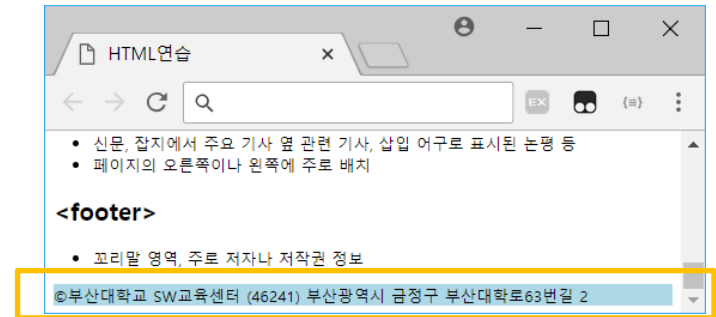 HTML연습
EX
{≡}
신문, 잡지에서 주요 기사 옆 관련 기사, 삽입 어구로 표시된 논평 등
페이지의 오른쪽이나 왼쪽에 주로 배치
<footer>
꼬리말 영역, 주로 저자나 저작권 정보
©부산대학교 SW교육센터 (46241) 부산광역시 금정구 부산대학로63번길 2